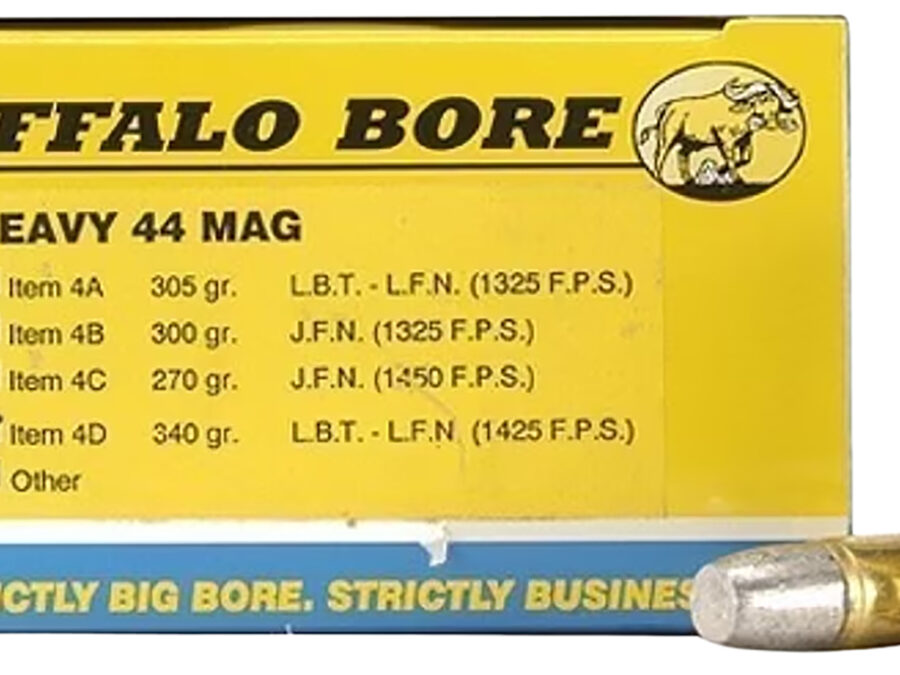 FFALO BORE
EAVY 44 MAG
Item 4A 305 gr. L.B.T. - L.F.N. (1325 F.P.S.)
Item 4B 300 gr. J.F.N. (1325 F.P.S.)
Item 4C 270 gr. J.F.N. (1450 F.P.S.)
Item 4D 340 gr. L.B.T. - L.F.N. (1425 F.P.S.)
Other
ICTLY BIG BORE. STRICTLY BUSINES